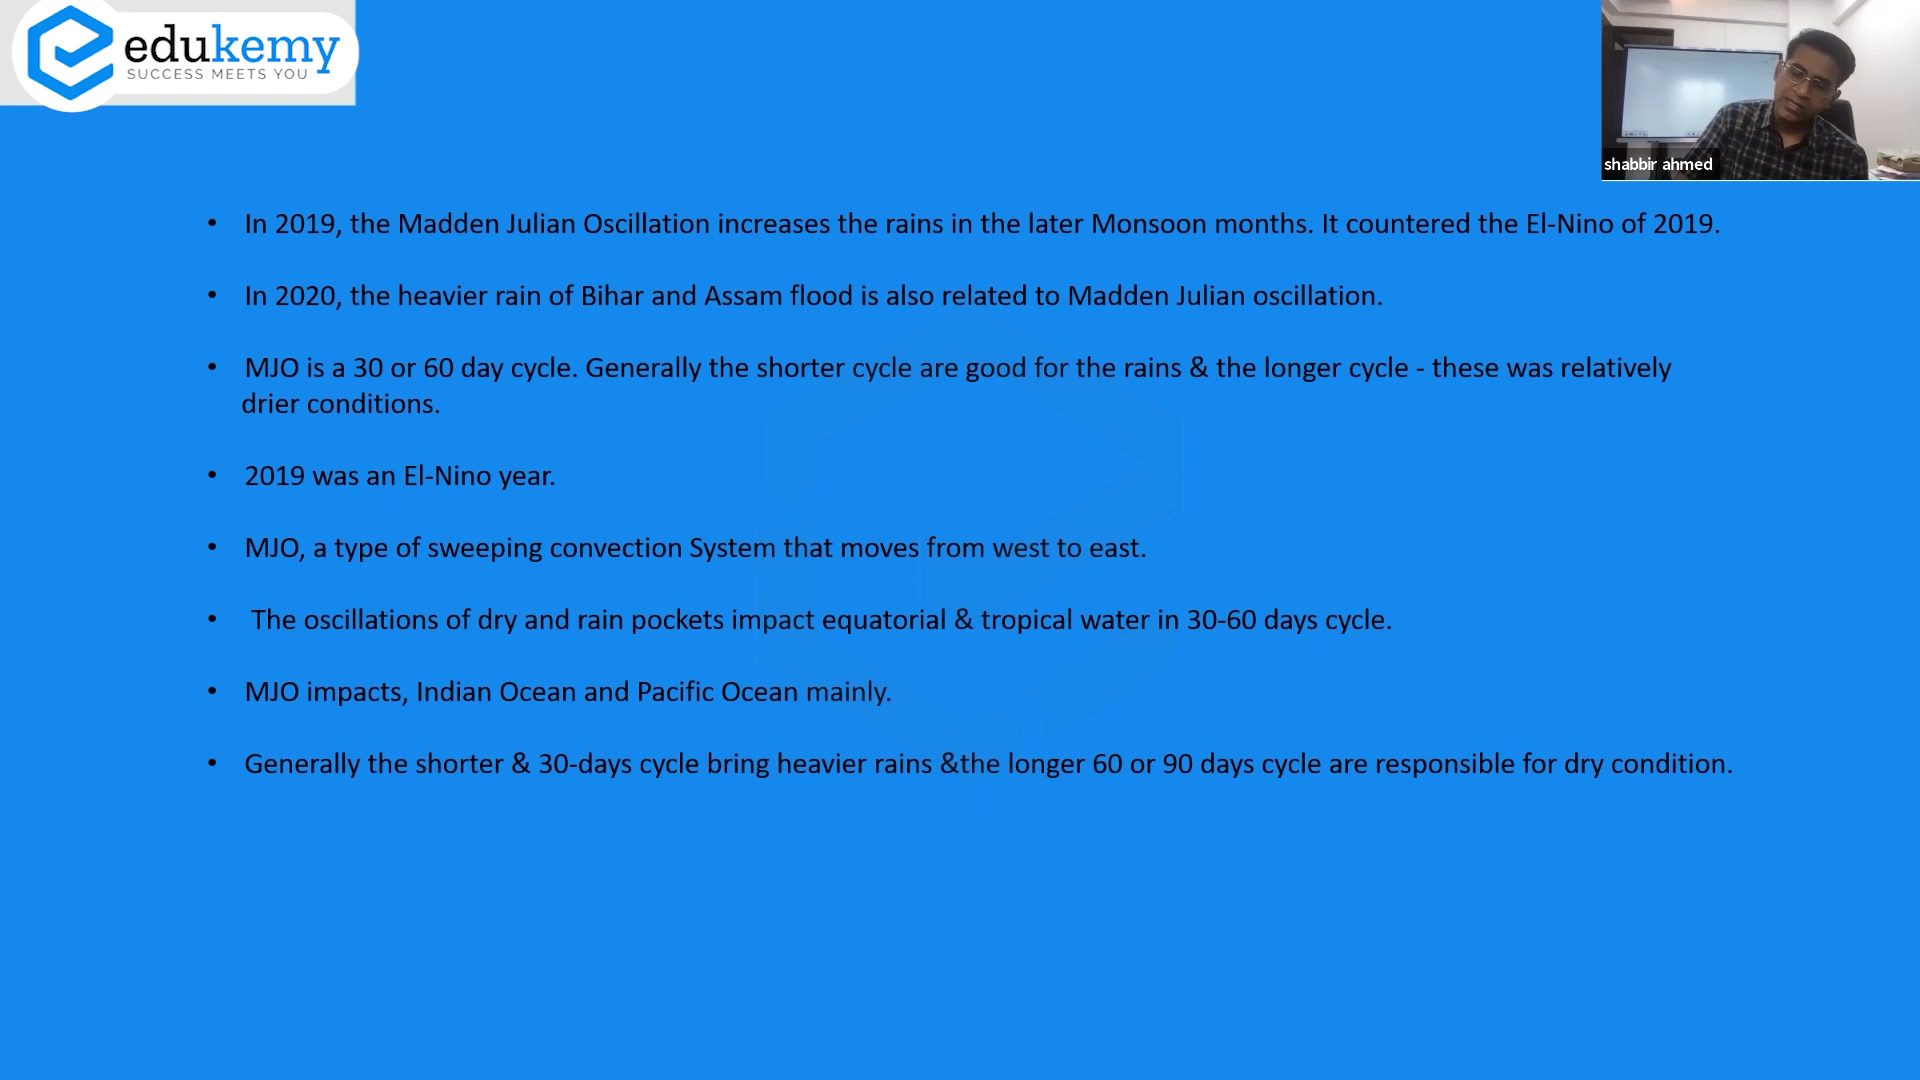 edukemy
SUCCESS MEETS YOU
shabbir ahmed
• In 2019, the Madden Julian Oscillation increases the rains in the later Monsoon months. It countered the El-Nino of 2019.
• In 2020, the heavier rain of Bihar and Assam flood is also related to Madden Julian oscillation.
• MJO is a 30 or 60 day cycle. Generally the shorter cycle are good for the rains & the longer cycle - these was relatively
drier conditions.
• 2019 was an El-Nino year.
• MJO, a type of sweeping convection System that moves from west to east.
• The oscillations of dry and rain pockets impact equatorial & tropical water in 30-60 days cycle.
• MJO impacts, Indian Ocean and Pacific Ocean mainly.
• Generally the shorter & 30-days cycle bring heavier rains &the longer 60 or 90 days cycle are responsible for dry condition.